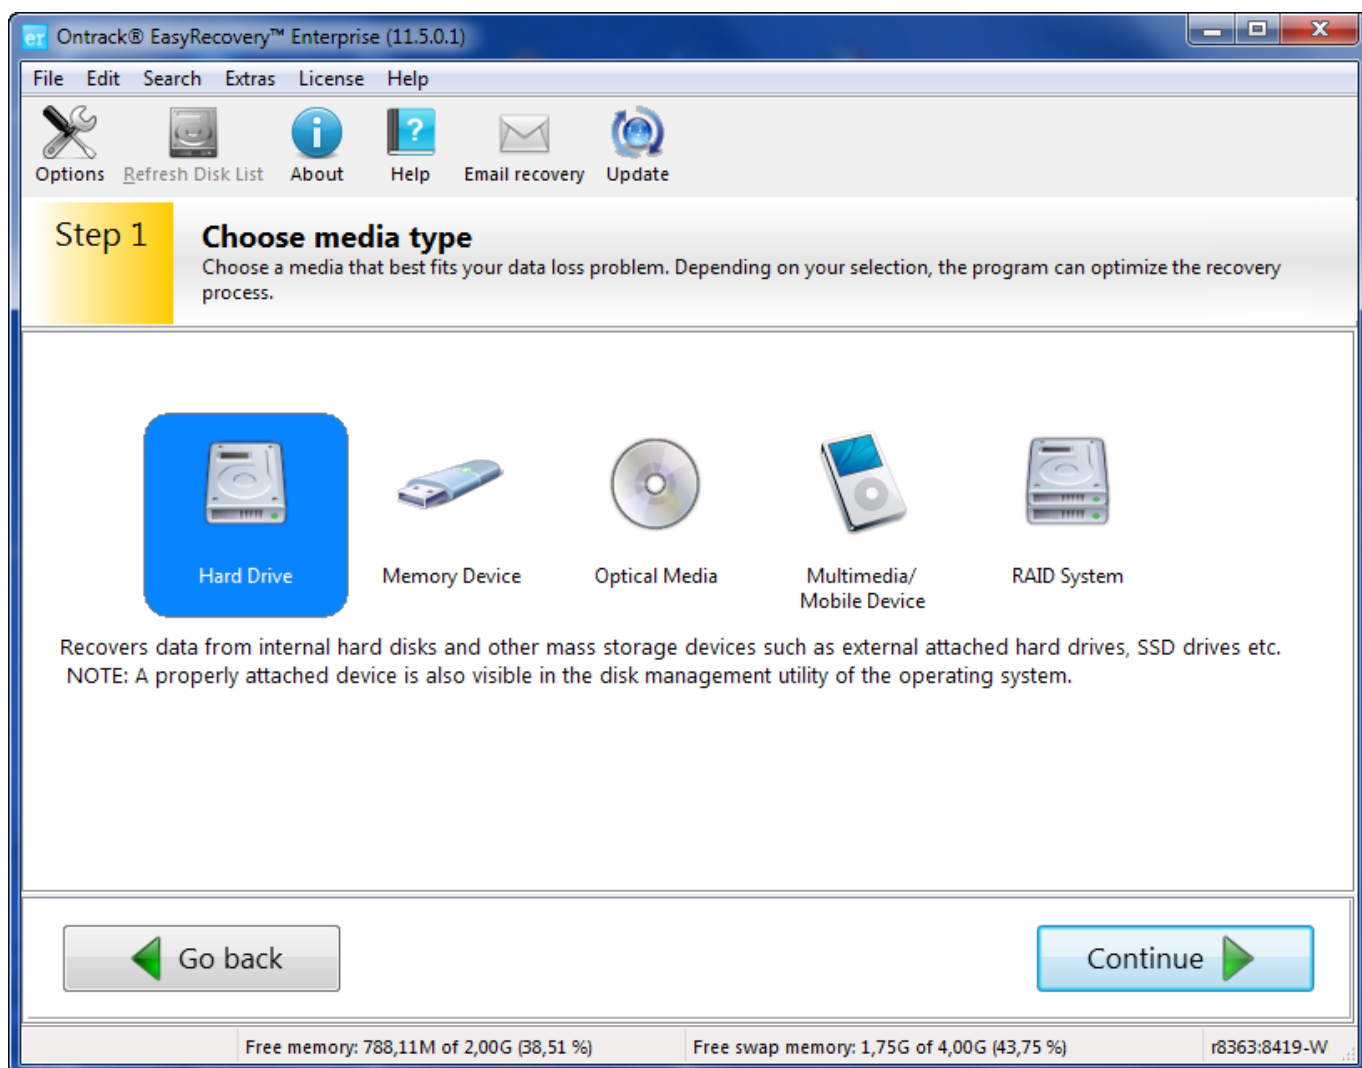 er Ontrack® EasyRecovery™ Enterprise (11.5.0.1)
File Edit Search Extras License Help
Options Refresh Disk List About Help Email recovery Update
Step 1
Choose media type
Choose a media that best fits your data loss problem. Depending on your selection, the program can optimize the recovery
process.
Hard Drive Memory Device Optical Media Multimedia/ RAID System
Mobile Device
Recovers data from internal hard disks and other mass storage devices such as external attached hard drives, SSD drives etc.
NOTE: A properly attached device is also visible in the disk management utility of the operating system.
Go back Continue
Free memory: 788,11M of 2,00G (38,51 %) Free swap memory: 1,75G of 4,00G (43,75 %) r8363:8419-W